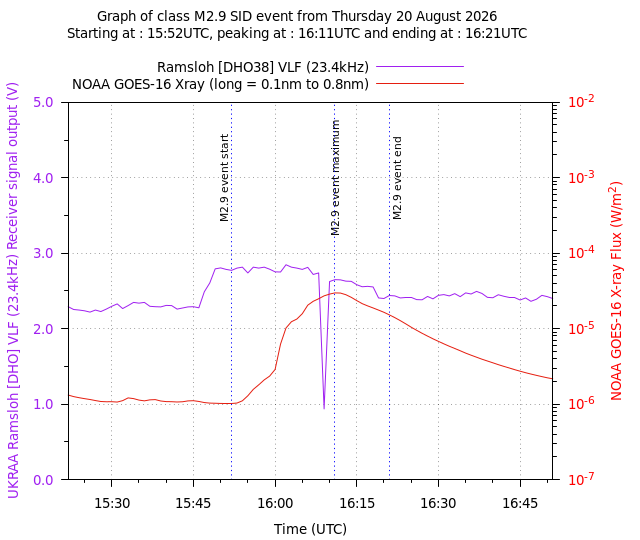 Graph of class M2.9 SID event from Thursday 20 August 2026
Starting at : 15:52UTC, peaking at : 16:11UTC and ending at : 16:21UTC
Ramsloh [DHO38] VLF (23.4kHz)
NOAA GOES-16 Xray (long = 0.1nm to 0.8nm)
UKRAA Ramsloh [DHO] VLF (23.4kHz) Receiver signal output (V)
5.0
4.0
3.0
2.0
1.0
0.0
M2.9 event start
M2.9 event maximum
M2.9 event end
10-2
10-3
10-4
10-5
10-6
10-7
NOAA GOES-16 X-ray Flux (W/m2)
15:30
15:45
16:00
16:15
16:30
16:45
Time (UTC)